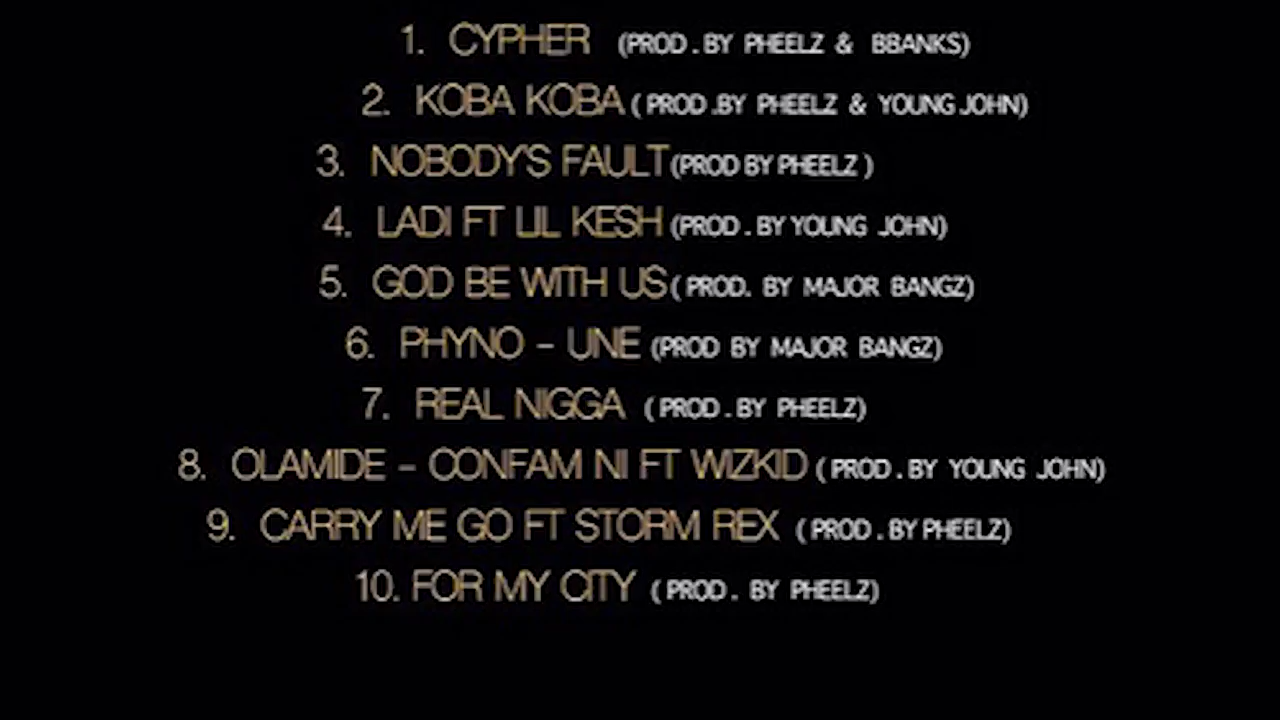 1. CYPHER (PROD. BY PHEELZ & BBANKS)
2. KOBA KOBA ( PROD.BY PHEELZ & YOUNG JOHN)
3. NOBODY'S FAULT (PROD BY PHEELZ )
4. LADI FT LIL KESH (PROD. BY YOUNG JOHN)
5. GOD BE WITH US ( PROD. BY MAJOR BANGZ)
6. PHYNO – UNE (PROD BY MAJOR BANGZ)
7. REAL NIGGA ( PROD. BY PHEELZ)
8. OLAMIDE – CONFAM NI FT WIZKID ( PROD. BY YOUNG JOHN)
9. CARRY ME GO FT STORM REX ( PROD. BY PHEELZ)
10. FOR MY CITY ( PROD. BY PHEELZ)